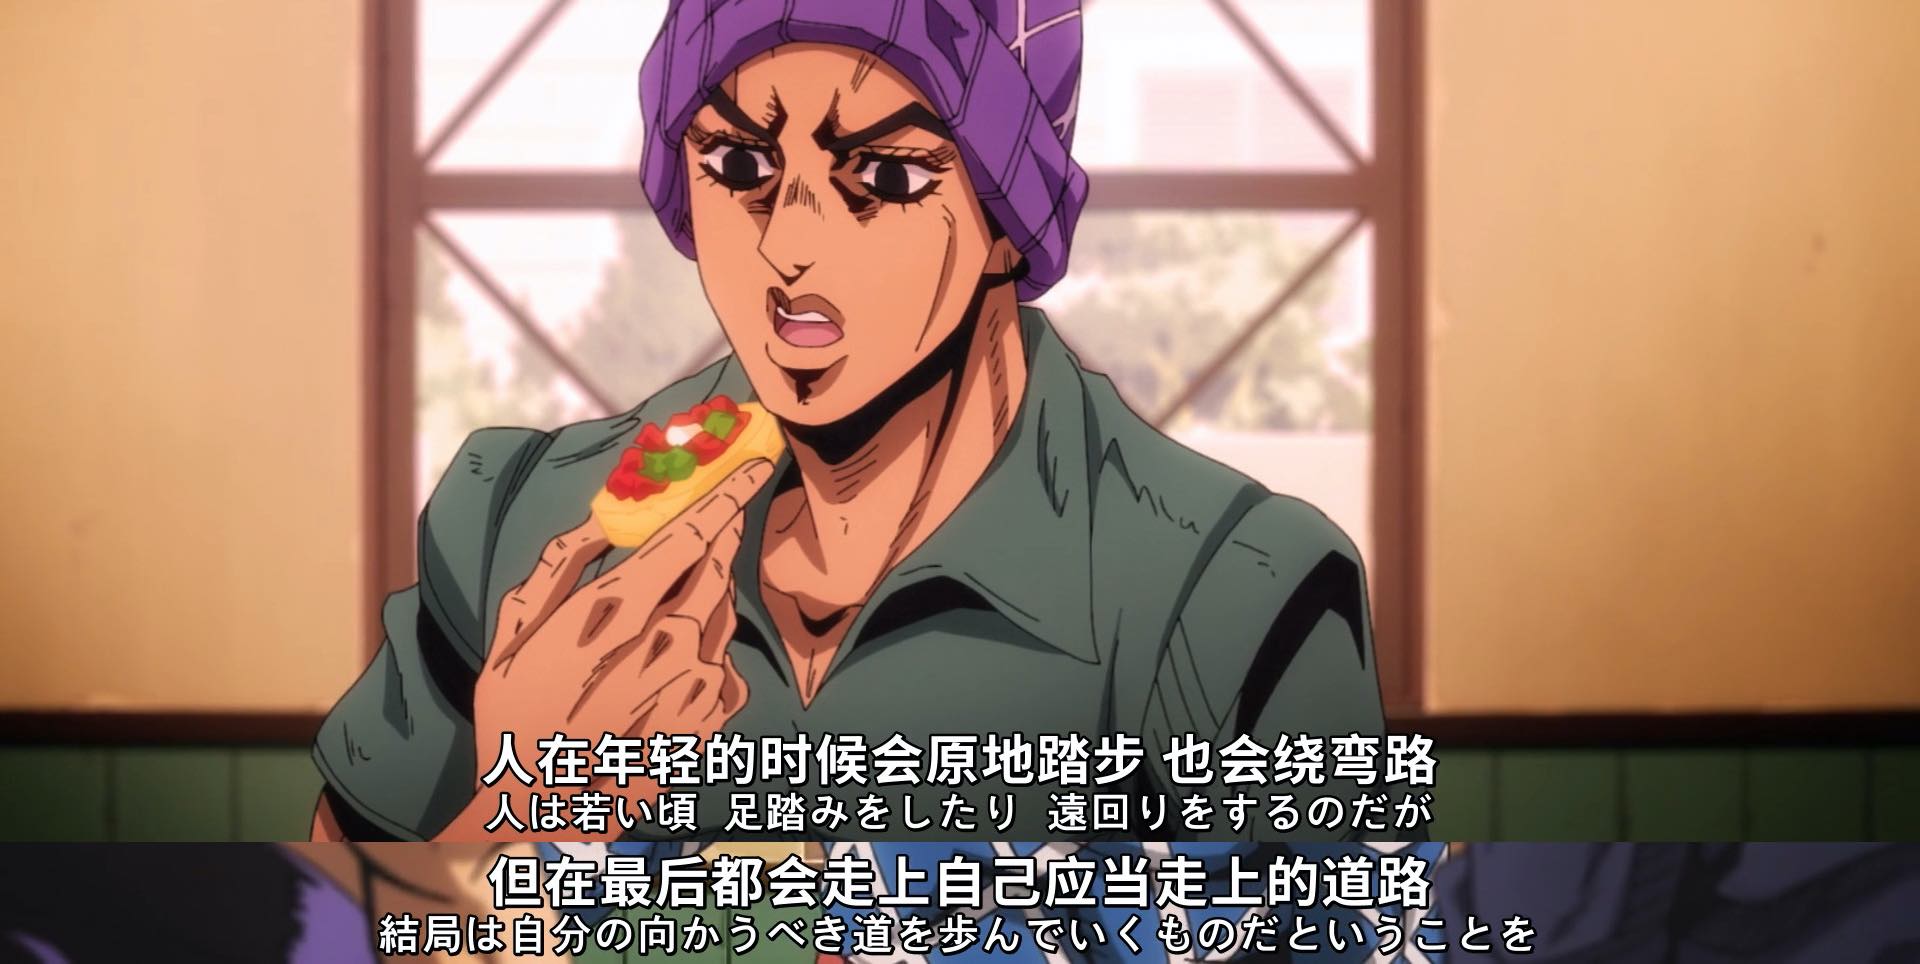 人在年轻的时候会原地踏步 也会绕弯路
人は若い頃 足踏みをしたり 遠回りをするのだが
但在最后都会走上自己应当走上的道路
結局は自分の向かうべき道を歩んでいくものだということを